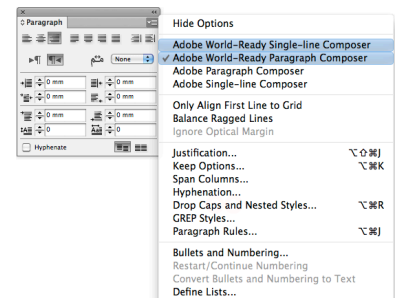 Paragraph
None
0 mm
0 mm
0 mm
0 mm
0 mm
0 mm
0
0
Hyphenate
Hide Options
Adobe World-Ready Single-line Composer
✓ Adobe World-Ready Paragraph Composer
Adobe Paragraph Composer
Adobe Single-line Composer
Only Align First Line to Grid
Balance Ragged Lines
Ignore Optical Margin
Justification... ⌥⇧⌘J
Keep Options... ⌥⌘K
Span Columns...
Hyphenation...
Drop Caps and Nested Styles... ⌥⌘R
GREP Styles...
Paragraph Rules... ⌥⌘J
Bullets and Numbering...
Restart/Continue Numbering
Convert Bullets and Numbering to Text
Define Lists...